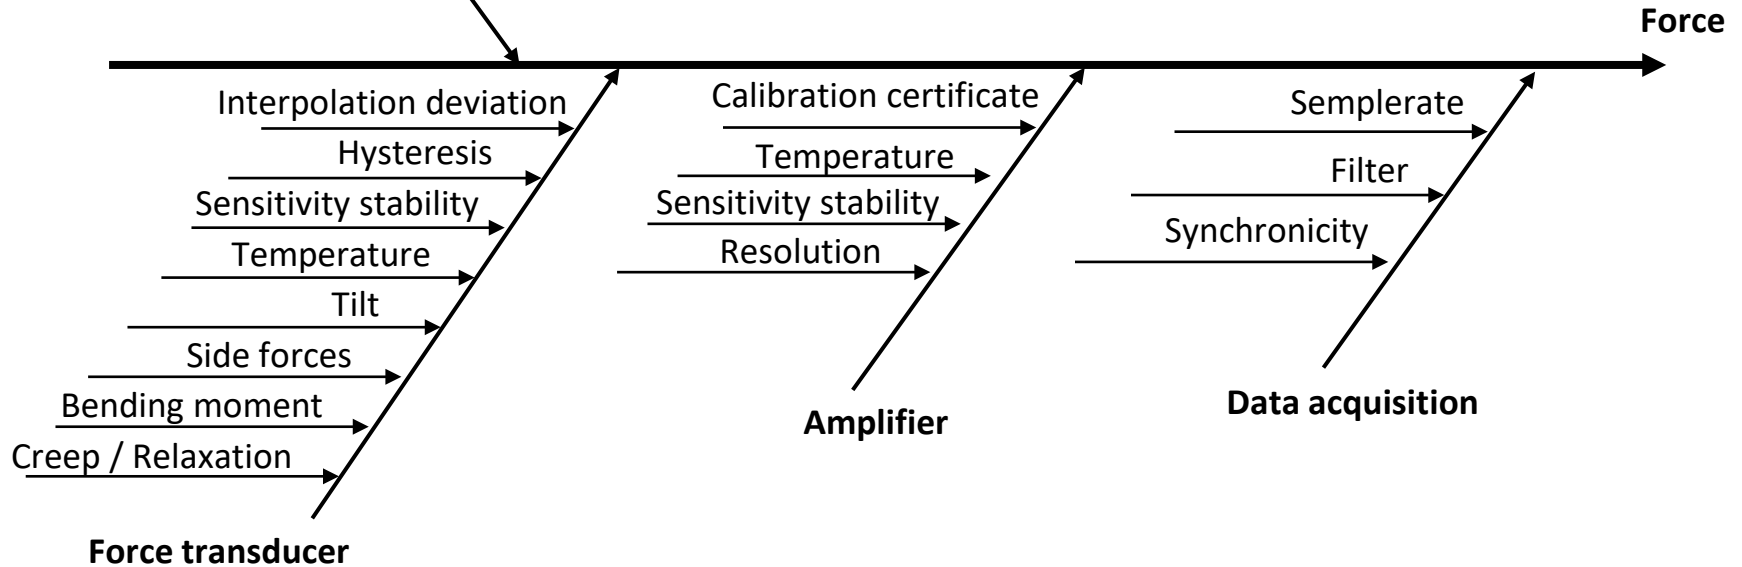 Force
Interpolation deviation
Hysteresis
Sensitivity stability
Temperature
Tilt
Side forces
Bending moment
Creep / Relaxation
Force transducer
Calibration certificate
Temperature
Sensitivity stability
Resolution
Amplifier
Semplerate
Filter
Synchronicity
Data acquisition